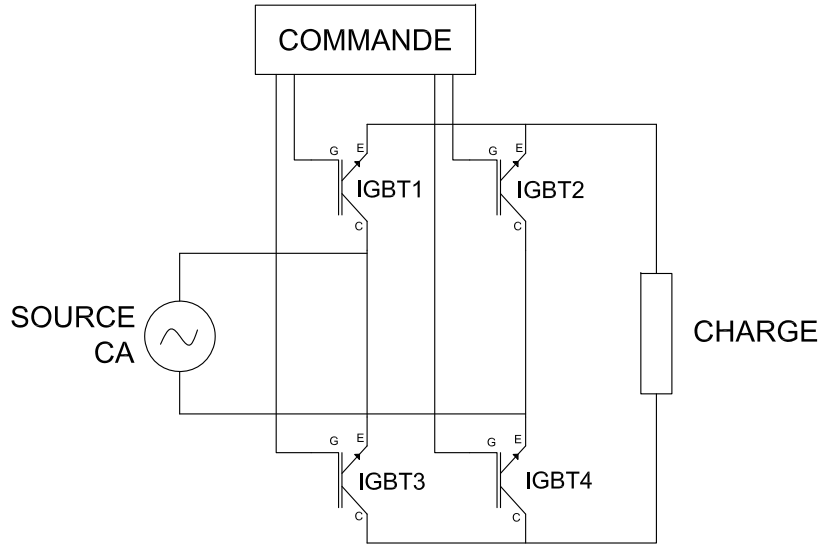 COMMANDE
G E
IGBT1
C
G E
IGBT2
C
SOURCE
CA
CHARGE
G E
IGBT3
C
G E
IGBT4
C